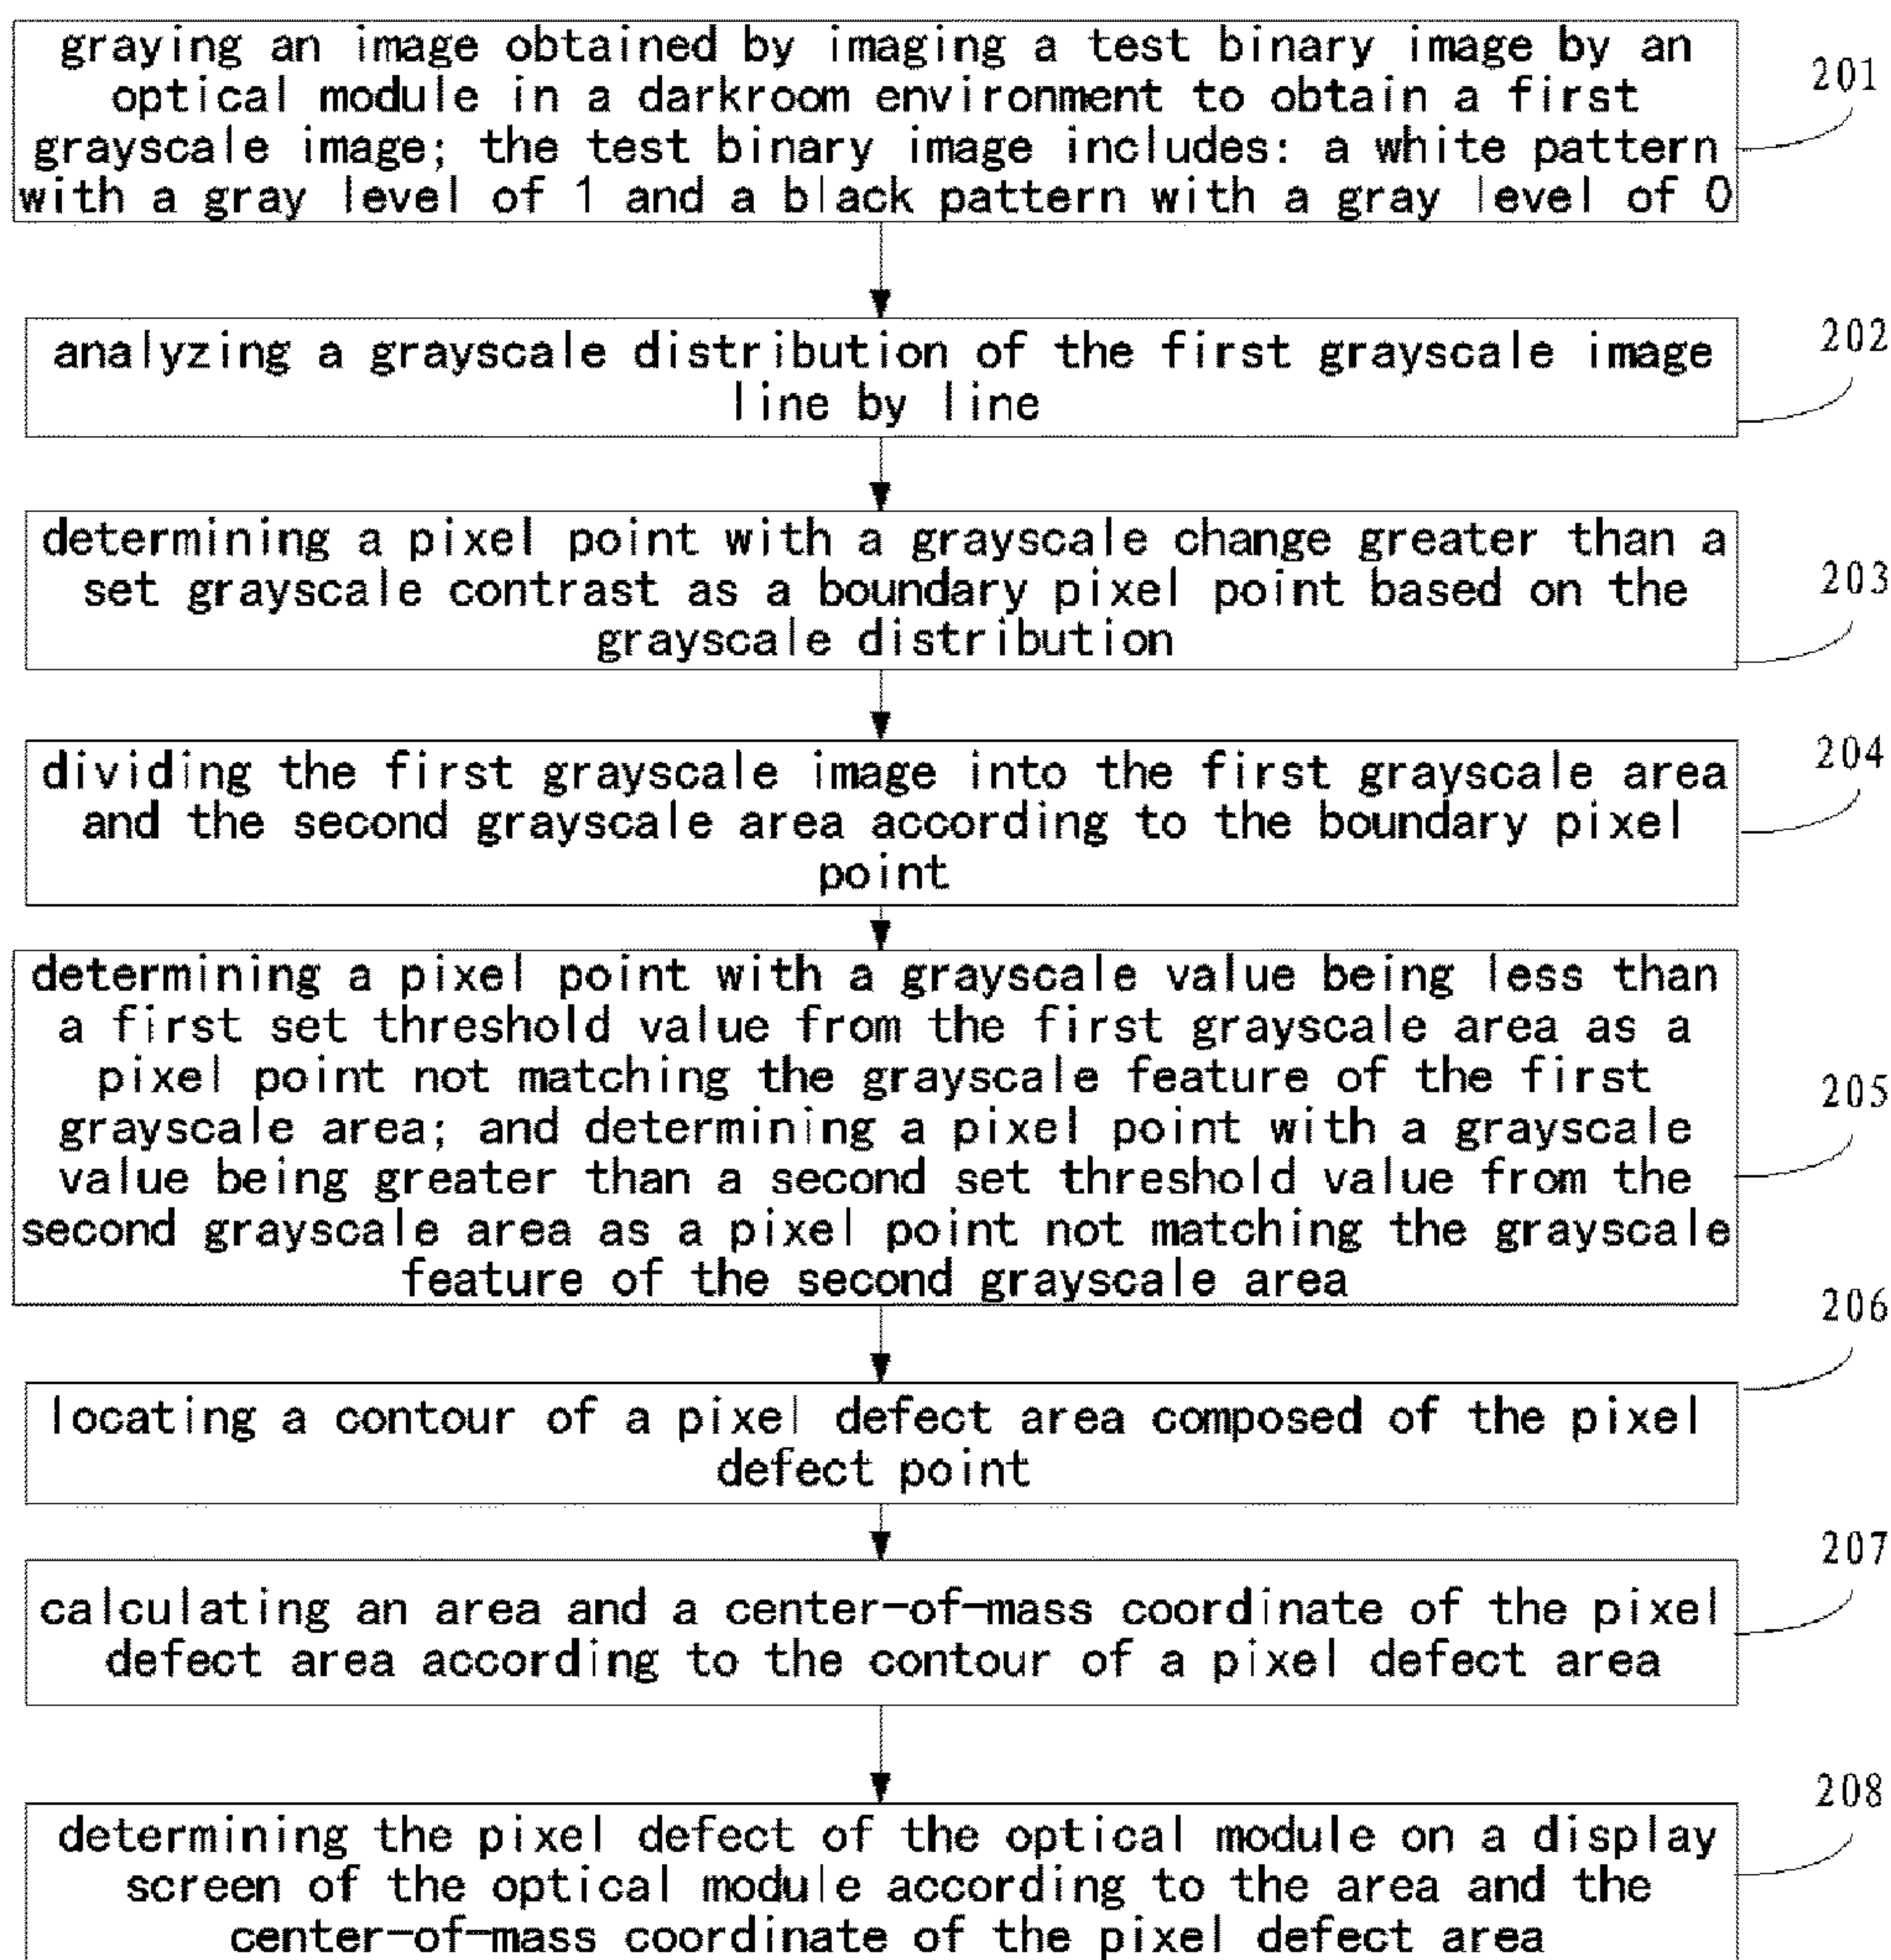 graying an image obtained by imaging a test binary image by an
optical module in a darkroom environment to obtain a first
grayscale image; the test binary image includes: a white pattern
with a gray level of 1 and a black pattern with a gray level of 0
201
analyzing a grayscale distribution of the first grayscale image
line by line
202
determining a pixel point with a grayscale change greater than a
set grayscale contrast as a boundary pixel point based on the
grayscale distribution
203
dividing the first grayscale image into the first grayscale area
and the second grayscale area according to the boundary pixel
point
204
determining a pixel point with a grayscale value being less than
a first set threshold value from the first grayscale area as a
pixel point not matching the grayscale feature of the first
grayscale area; and determining a pixel point with a grayscale
value being greater than a second set threshold value from the
second grayscale area as a pixel point not matching the grayscale
feature of the second grayscale area
205
locating a contour of a pixel defect area composed of the pixel
defect point
206
calculating an area and a center-of-mass coordinate of the pixel
defect area according to the contour of a pixel defect area
207
determining the pixel defect of the optical module on a display
screen of the optical module according to the area and the
center-of-mass coordinate of the pixel defect area
208